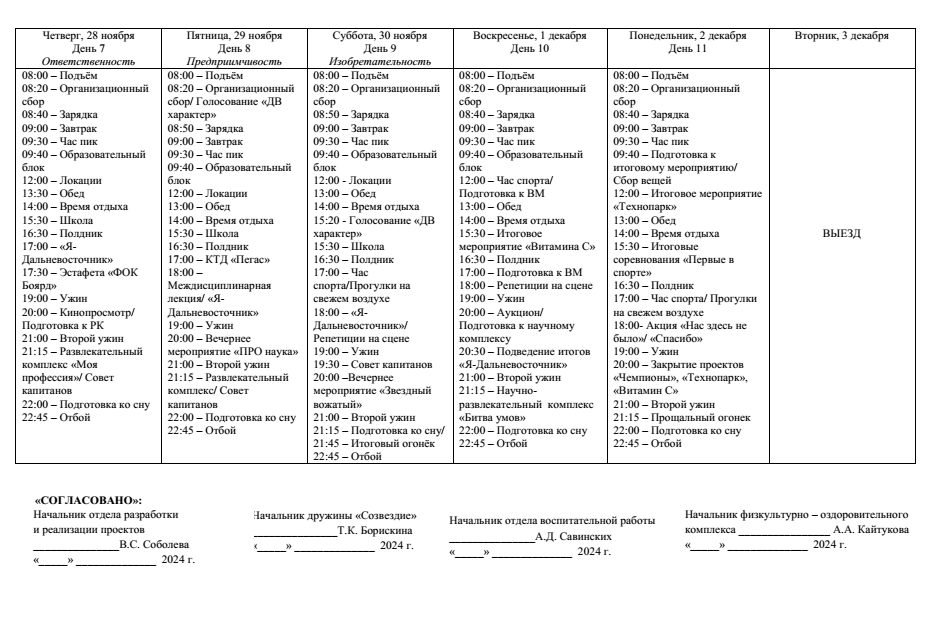 Четверг, 28 ноября
День 7
Ответственность
08:00 – Подъём
08:20 – Организационный
сбор
08:40 – Зарядка
09:00 – Завтрак
09:30 – Час пик
09:40 – Образовательный
блок
12:00 – Локации
13:30 – Обед
14:00 – Время отдыха
15:30 – Школа
16:30 – Полдник
17:00 – «Я-
Дальневосточник»
17:30 – Эстафета «ФОК
Боярд»
19:00 – Ужин
20:00 – Кинопросмотр/
Подготовка к РК
21:00 – Второй ужин
21:15 – Развлекательный
комплекс «Моя
профессия»/ Совет
капитанов
22:00 – Подготовка ко сну
22:45 – Отбой
Пятница, 29 ноября
День 8
Предприимчивость
08:00 – Подъём
08:20 – Организационный
сбор/ Голосование «ДВ
характер»
08:50 – Зарядка
09:00 – Завтрак
09:30 – Час пик
09:40 – Образовательный
блок
12:00 – Локации
13:00 – Обед
14:00 – Время отдыха
15:30 – Школа
16:30 – Полдник
17:00 – КТД «Пегас»
18:00 –
Междисциплинарная
лекция/ «Я-
Дальневосточник»
19:00 – Ужин
20:00 – Вечернее
мероприятие «ПРО наука»
21:00 – Второй ужин
21:15 – Развлекательный
комплекс/ Совет
капитанов
22:00 – Подготовка ко сну
22:45 – Отбой
Суббота, 30 ноября
День 9
Изобретательность
08:00 – Подъём
08:20 – Организационный
сбор
08:50 – Зарядка
09:00 – Завтрак
09:30 – Час пик
09:40 – Образовательный
блок
12:00 - Локации
13:00 – Обед
14:00 – Время отдыха
15:20 - Голосование «ДВ
характер»
15:30 – Школа
16:30 – Полдник
17:00 – Час
спорта/Прогулки на
свежем воздухе
18:00 – «Я-
Дальневосточник»/
Репетиции на сцене
19:00 – Ужин
19:30 – Совет капитанов
20:00 –Вечернее
мероприятие «Звездный
вожатый»
21:00 – Второй ужин
21:15 – Подготовка ко сну/
21:45 – Итоговый огонёк
22:45 – Отбой
Воскресенье, 1 декабря
День 10
08:00 – Подъём
08:20 – Организационный
сбор
08:40 – Зарядка
09:00 – Завтрак
09:30 – Час пик
09:40 – Образовательный
блок
12:00 – Час спорта/
Подготовка к ВМ
13:00 – Обед
14:00 – Время отдыха
15:30 – Итоговое
мероприятие «Витамина С»
16:30 – Полдник
17:00 – Подготовка к ВМ
18:00 – Репетиции на сцене
19:00 – Ужин
20:00 – Аукцион/
Подготовка к научному
комплексу
20:30 – Подведение итогов
«Я-Дальневосточник»
21:00 – Второй ужин
21:15 – Научно-
развлекательный комплекс
«Битва умов»
22:00 – Подготовка ко сну
22:45 – Отбой
Понедельник, 2 декабря
День 11
08:00 – Подъём
08:20 – Организационный
сбор
08:40 – Зарядка
09:00 – Завтрак
09:30 – Час пик
09:40 – Подготовка к
итоговому мероприятию/
Сбор вещей
12:00 – Итоговое мероприятие
«Технопарк»
13:00 – Обед
14:00 – Время отдыха
15:30 – Итоговые
соревнования «Первые в
спорте»
16:30 – Полдник
17:00 – Час спорта/ Прогулки
на свежем воздухе
18:00- Акция «Нас здесь не
было»/ «Спасибо»
19:00 – Ужин
20:00 – Закрытие проектов
«Чемпионы», «Технопарк»,
«Витамин С»
21:00 – Второй ужин
21:15 – Прощальный огонек
22:00 – Подготовка ко сну
22:45 – Отбой
Вторник, 3 декабря
ВЫЕЗД
«СОГЛАСОВАНО»:
Начальник отдела разработки
и реализации проектов
_______________В.С. Соболева
«_____» ______________ 2024 г.
Начальник дружины «Созвездие»
_______________Т.К. Борискина
«_____» ______________ 2024 г.
Начальник отдела воспитательной работы
_______________А.Д. Савинских
«_____» ______________ 2024 г.
Начальник физкультурно – оздоровительного
комплекса ________________ А.А. Кайтукова
«_____» ______________ 2024 г.